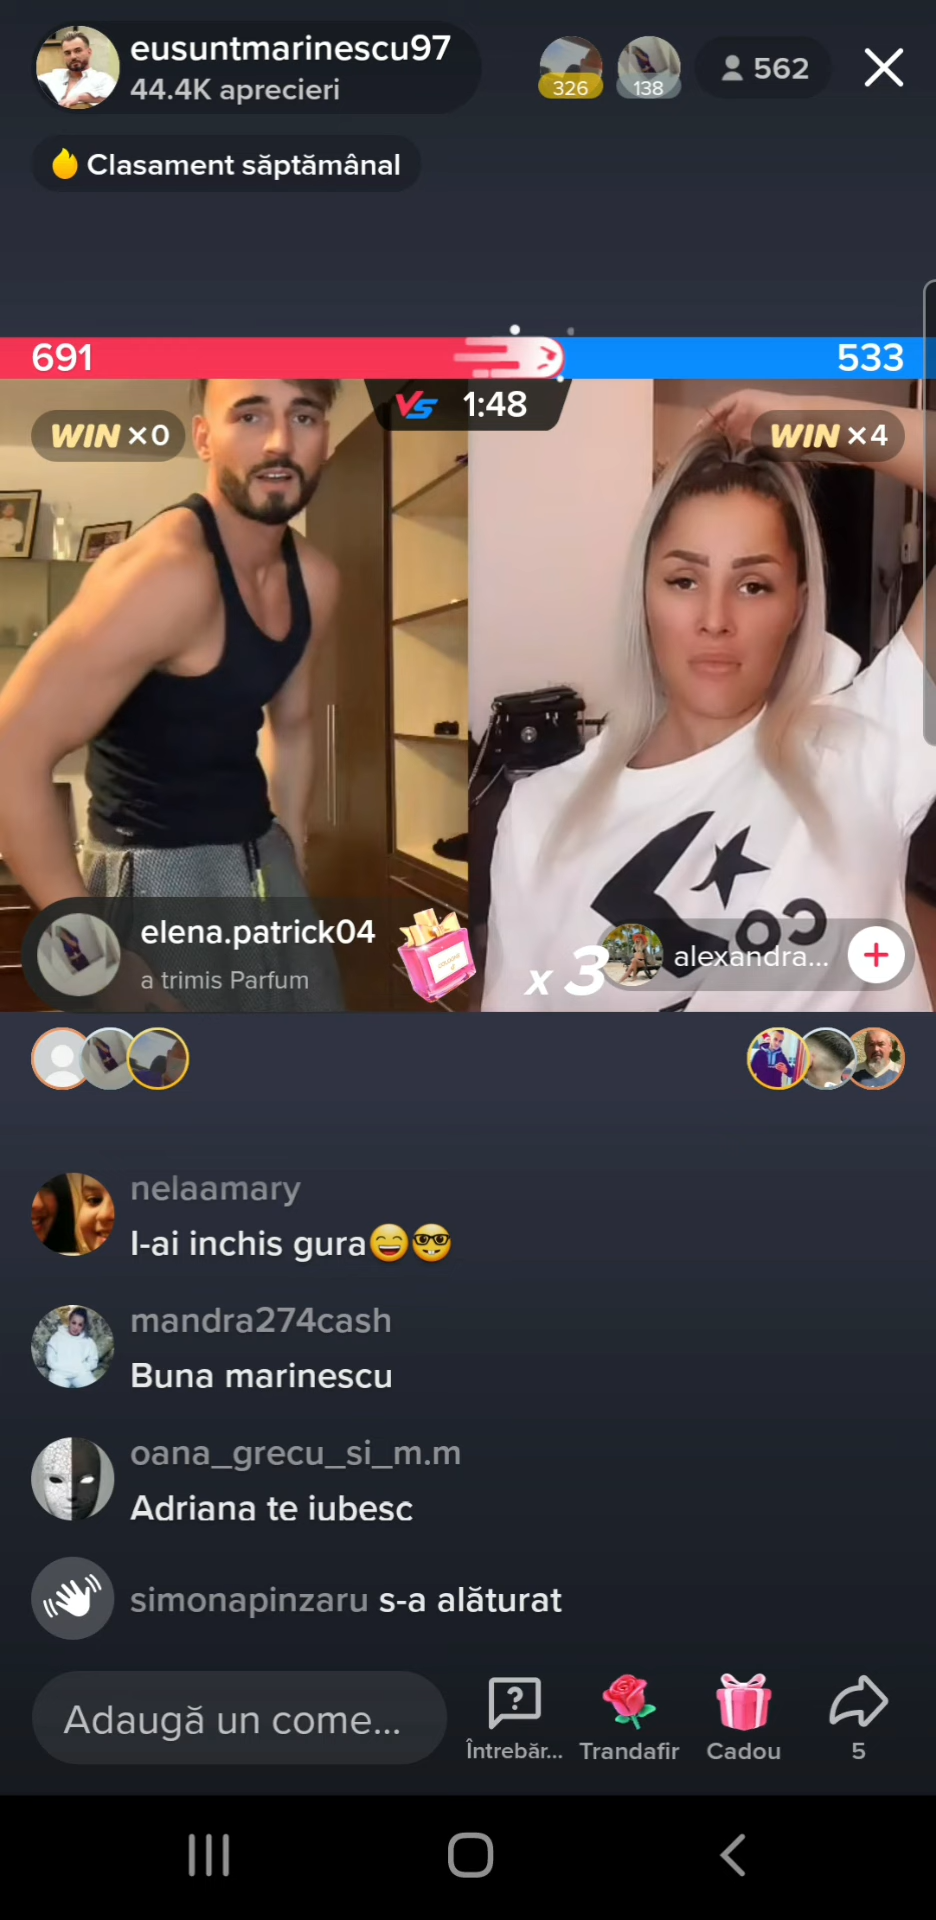 eusuntmarinescu97
44.4K aprecieri
326
138
562
Clasament săptămânal
691
533
VS 1:48
WIN ×0
WIN ×4
elena.patrick04
a trimis Parfum
x 3
alexandra...
nelaamary
l-ai inchis gura😄🤓
mandra274cash
Buna marinescu
oana_grecu_si_m.m
Adriana te iubesc
simonapinzaru s-a alăturat
Adaugă un come...
Întrebăr...
Trandafir
Cadou
5